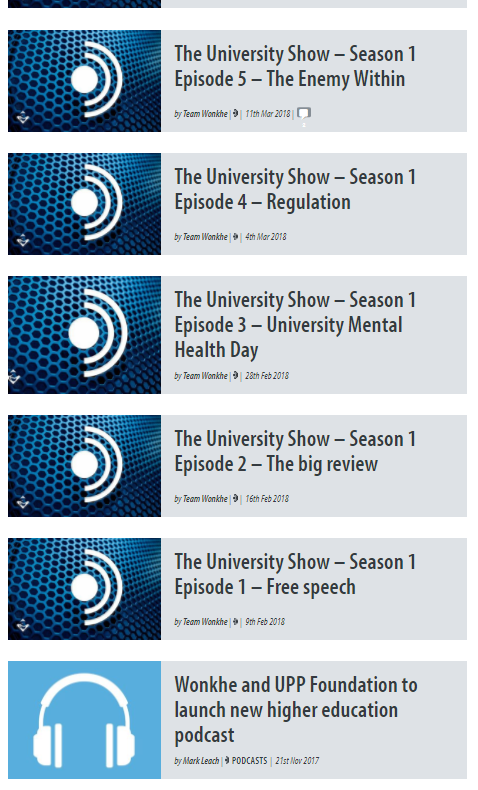 The University Show – Season 1
Episode 5 – The Enemy Within
by Team Wonkhe | | 11th Mar 2018 |
The University Show – Season 1
Episode 4 – Regulation
by Team Wonkhe | | 4th Mar 2018
The University Show – Season 1
Episode 3 – University Mental
Health Day
by Team Wonkhe | | 28th Feb 2018
The University Show – Season 1
Episode 2 – The big review
by Team Wonkhe | | 16th Feb 2018
The University Show – Season 1
Episode 1 – Free speech
by Team Wonkhe | | 9th Feb 2018
Wonkhe and UPP Foundation to
launch new higher education
podcast
by Mark Leach | PODCASTS | 21st Nov 2017